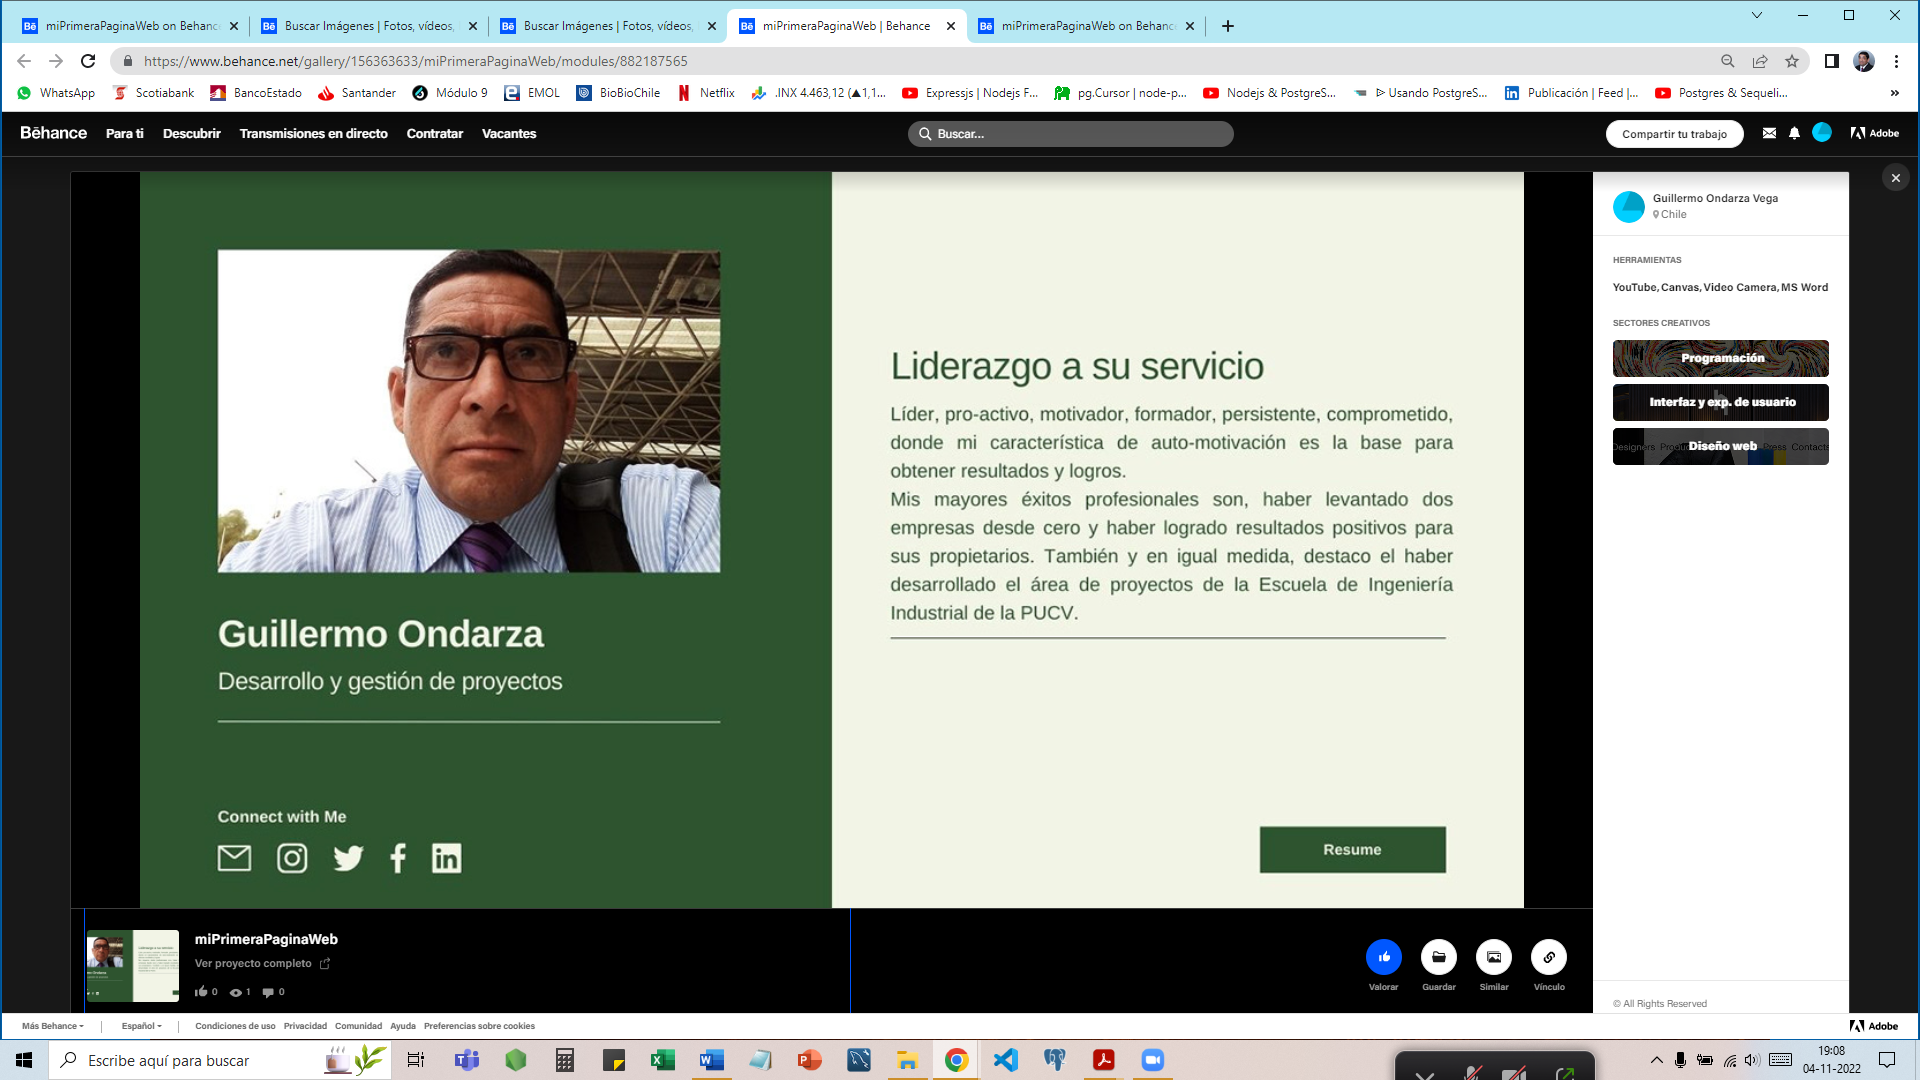 miPrimeraPaginaWeb on Behance
Buscar Imágenes | Fotos, vídeos,
Buscar Imágenes | Fotos, vídeos,
miPrimeraPaginaWeb | Behance
miPrimeraPaginaWeb on Behance
https://www.behance.net/gallery/156363633/miPrimeraPaginaWeb/modules/882187565
WhatsApp
Scotiabank
BancoEstado
Santander
Módulo 9
EMOL
BioBioChile
Netflix
.INX 4.463,12 (▲1,1...
Expressjs | Nodejs F...
pg.Cursor | node-p...
Nodejs & PostgreS...
ᐅ Usando PostgreS...
Publicación | Feed |...
Postgres & Sequeli...
»
Bēhance
Para ti
Descubrir
Transmisiones en directo
Contratar
Vacantes
Buscar...
Compartir tu trabajo
Adobe
Guillermo Ondarza Vega
Chile
HERRAMIENTAS
YouTube, Canvas, Video Camera, MS Word
SECTORES CREATIVOS
Programación
Interfaz y exp. de usuario
Diseño web
Liderazgo a su servicio
Líder, pro-activo, motivador, formador, persistente, comprometido,
donde mi característica de auto-motivación es la base para
obtener resultados y logros.
Mis mayores éxitos profesionales son, haber levantado dos
empresas desde cero y haber logrado resultados positivos para
sus propietarios. También y en igual medida, destaco el haber
desarrollado el área de proyectos de la Escuela de Ingeniería
Industrial de la PUCV.
Guillermo Ondarza
Desarrollo y gestión de proyectos
Connect with Me
Resume
miPrimeraPaginaWeb
Ver proyecto completo
0 1 0
Valorar
Guardar
Similar
Vínculo
© All Rights Reserved
Más Behance
Español
Condiciones de uso
Privacidad
Comunidad
Ayuda
Preferencias sobre cookies
Adobe
Escribe aquí para buscar
19:08
04-11-2022